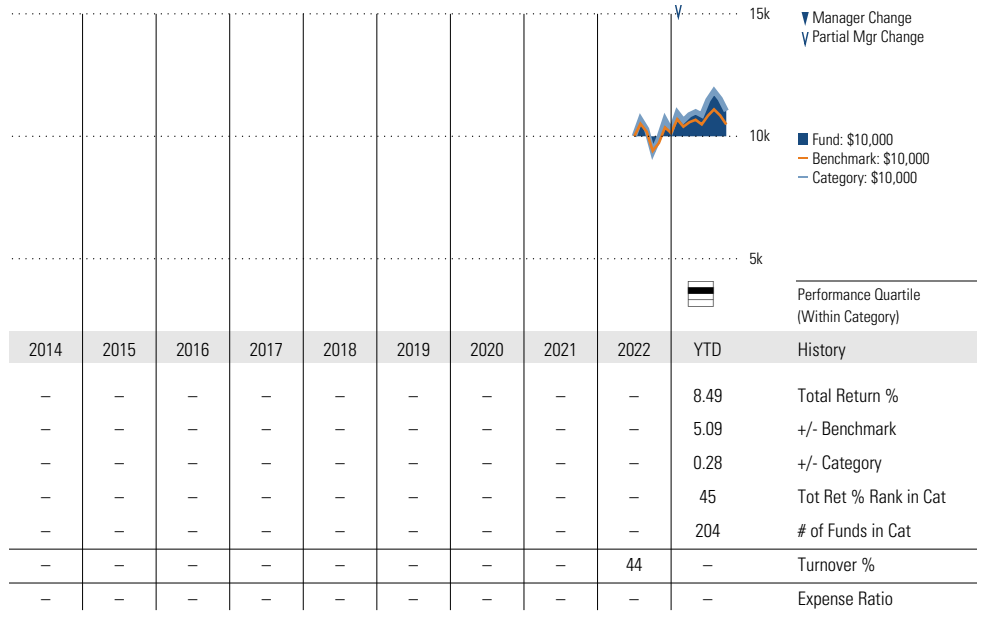 15k
Manager Change
Partial Mgr Change
10k
Fund: $10,000
Benchmark: $10,000
Category: $10,000
5k
Performance Quartile
(Within Category)
2014 2015 2016 2017 2018 2019 2020 2021 2022 YTD History
– – – – – – – – – 8.49 Total Return %
– – – – – – – – – 5.09 +/- Benchmark
– – – – – – – – – 0.28 +/- Category
– – – – – – – – – 45 Tot Ret % Rank in Cat
– – – – – – – – – 204 # of Funds in Cat
– – – – – – – – 44 – Turnover %
– – – – – – – – – – Expense Ratio